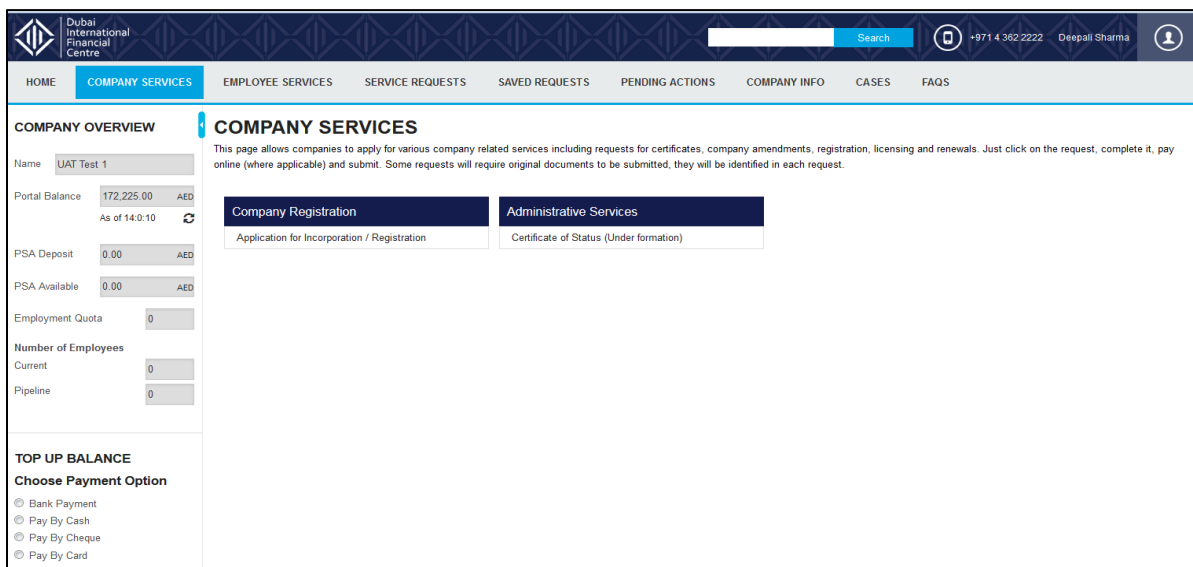 Dubai
International
Financial
Centre
Search
+971 4 362 2222
Deepali Sharma
HOME
COMPANY SERVICES
EMPLOYEE SERVICES
SERVICE REQUESTS
SAVED REQUESTS
PENDING ACTIONS
COMPANY INFO
CASES
FAQS
COMPANY OVERVIEW
Name UAT Test 1
Portal Balance 172,225.00 AED
As of 14:0:10
PSA Deposit 0.00 AED
PSA Available 0.00 AED
Employment Quota 0
Number of Employees
Current 0
Pipeline 0
TOP UP BALANCE
Choose Payment Option
Bank Payment
Pay By Cash
Pay By Cheque
Pay By Card
COMPANY SERVICES
This page allows companies to apply for various company related services including requests for certificates, company amendments, registration, licensing and renewals. Just click on the request, complete it, pay
online (where applicable) and submit. Some requests will require original documents to be submitted, they will be identified in each request.
Company Registration
Application for Incorporation / Registration
Administrative Services
Certificate of Status (Under formation)